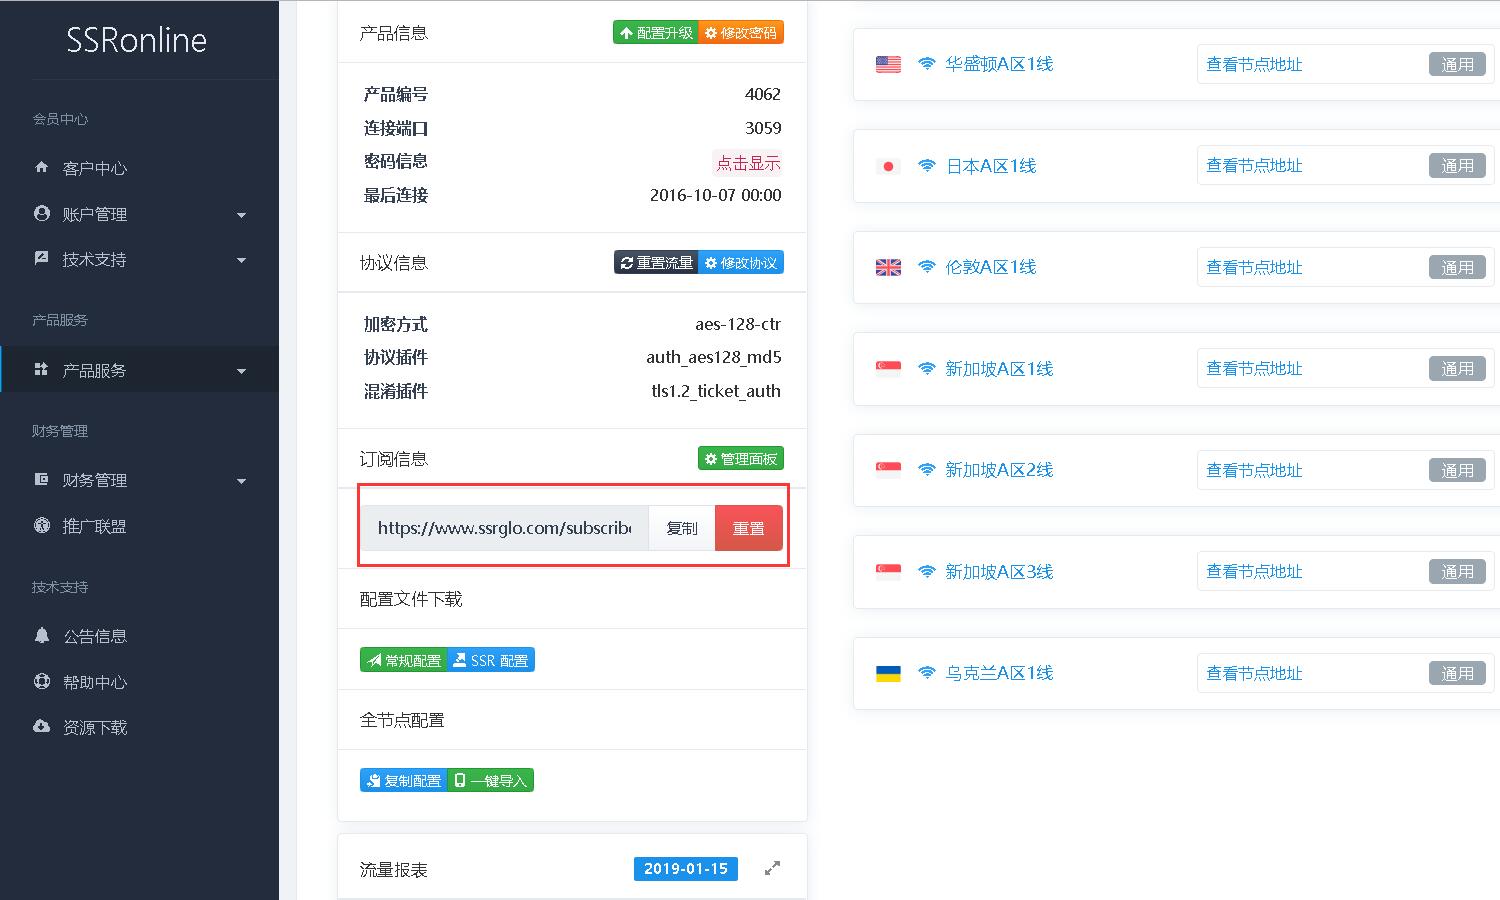 SSRonline
会员中心
客户中心
账户管理
技术支持
产品服务
产品服务
财务管理
财务管理
推广联盟
技术支持
公告信息
帮助中心
资源下载
产品信息 配置升级 修改密码
产品编号 4062
连接端口 3059
密码信息 点击显示
最后连接 2016-10-07 00:00
协议信息 重置流量 修改协议
加密方式 aes-128-ctr
协议插件 auth_aes128_md5
混淆插件 tls1.2_ticket_auth
订阅信息 管理面板
https://www.ssrglo.com/subscribe 复制 重置
配置文件下载
常规配置 SSR 配置
全节点配置
复制配置 一键导入
流量报表 2019-01-15
华盛顿A区1线 查看节点地址 通用
日本A区1线 查看节点地址 通用
伦敦A区1线 查看节点地址 通用
新加坡A区1线 查看节点地址 通用
新加坡A区2线 查看节点地址 通用
新加坡A区3线 查看节点地址 通用
乌克兰A区1线 查看节点地址 通用